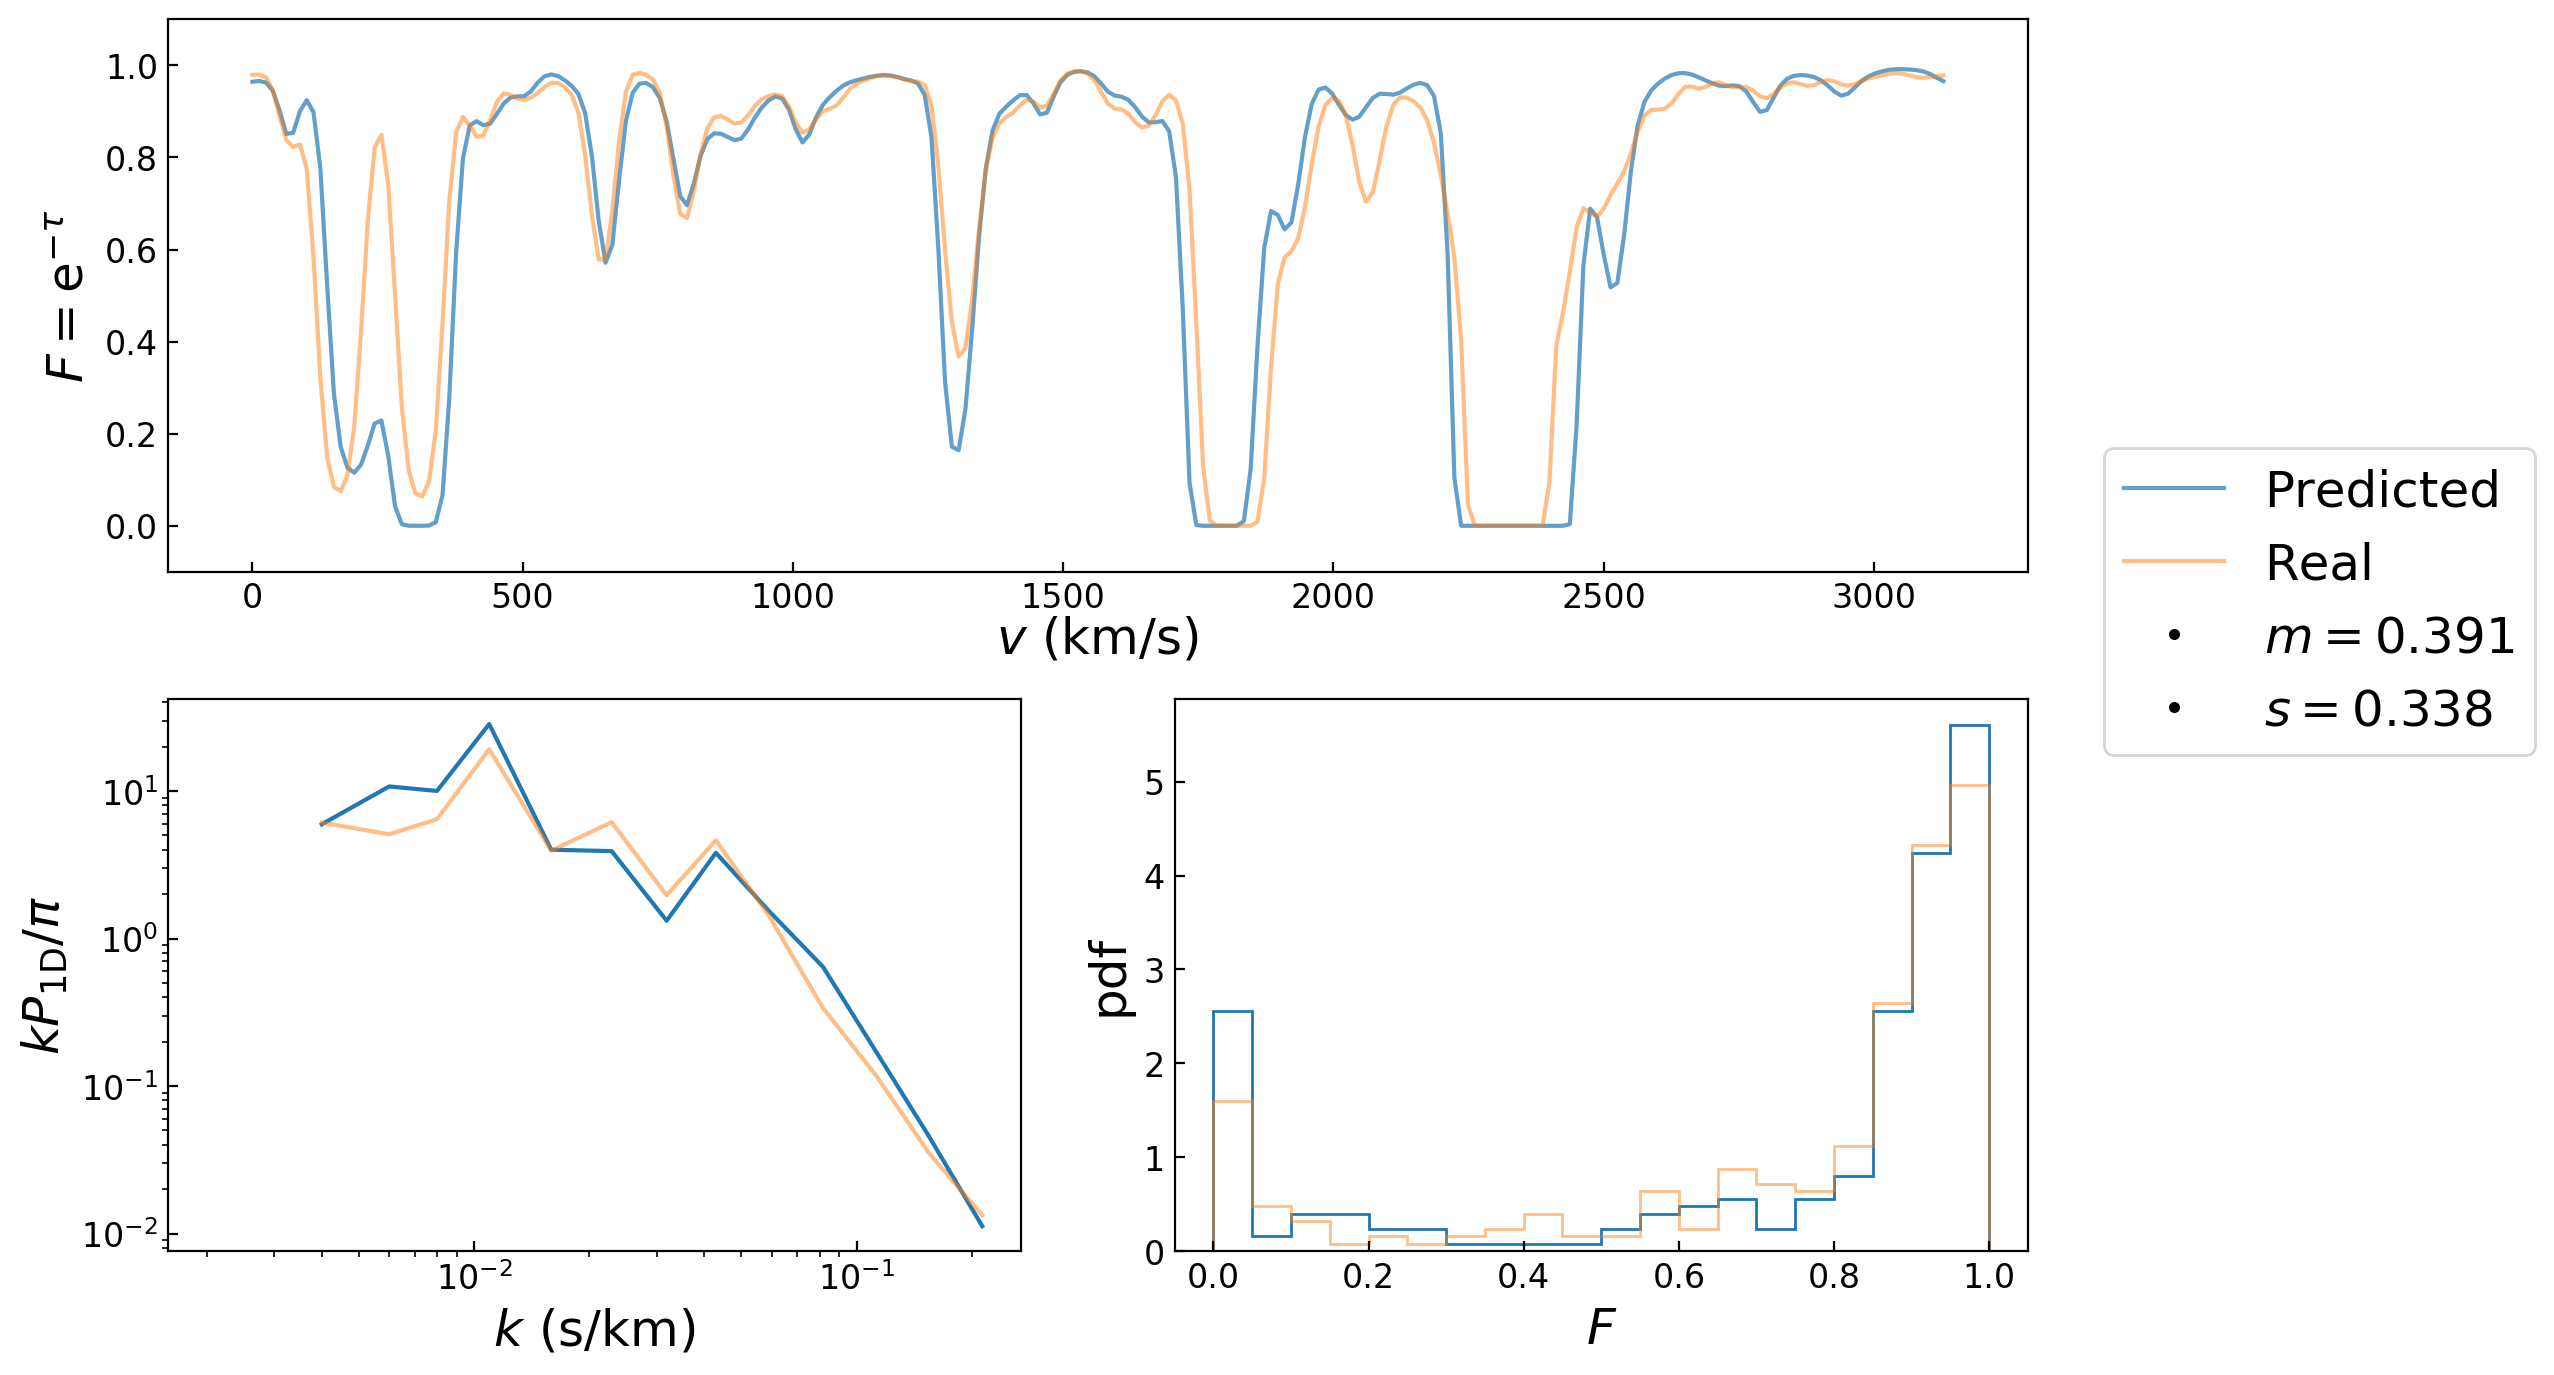 F = e^{−τ}
1.0
0.8
0.6
0.4
0.2
0.0
0 500 1000 1500 2000 2500 3000
v (km/s)
Predicted
Real
m = 0.391
s = 0.338
kP_{1D}/π
10^{1}
10^{0}
10^{−1}
10^{−2}
10^{−2} 10^{−1}
k (s/km)
pdf
5
4
3
2
1
0
0.0 0.2 0.4 0.6 0.8 1.0
F